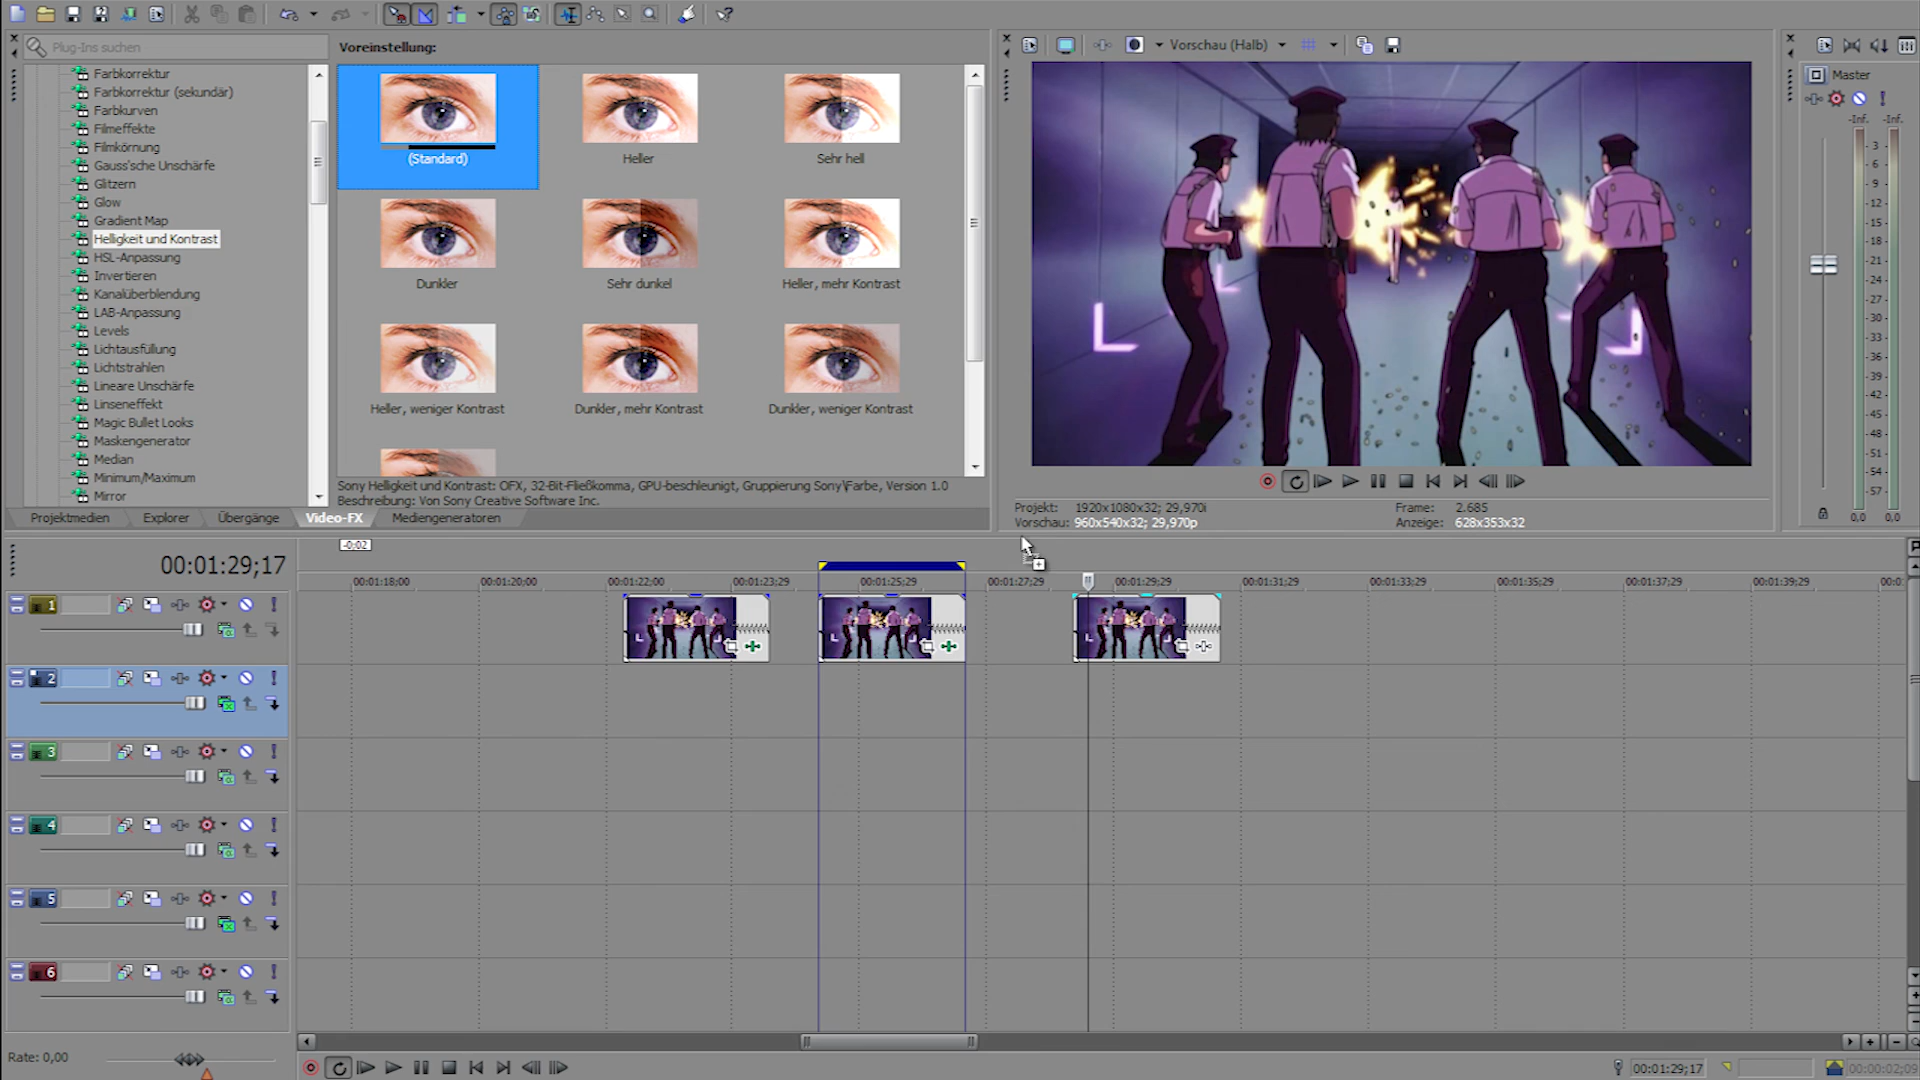 Plug-Ins suchen
Voreinstellung:
Farbkorrektur
Farbkorrektur (sekundär)
Farbkurven
Filmeffekte
Filmkörnung
Gauss'sche Unschärfe
Glitzern
Glow
Gradient Map
Helligkeit und Kontrast
HSL-Anpassung
Invertieren
Kanalüberblendung
LAB-Anpassung
Levels
Lichtausfüllung
Lichtstrahlen
Lineare Unschärfe
Linseneffekt
Magic Bullet Looks
Maskengenerator
Median
Minimum/Maximum
Mirror
(Standard)
Heller
Sehr hell
Dunkler
Sehr dunkel
Heller, mehr Kontrast
Heller, weniger Kontrast
Dunkler, mehr Kontrast
Dunkler, weniger Kontrast
Sony Helligkeit und Kontrast: OFX, 32-Bit-Fließkomma, GPU-beschleunigt, Gruppierung Sony\Farbe, Version 1.0
Beschreibung: Von Sony Creative Software Inc.
Projektmedien Explorer Übergänge Video-FX Mediengeneratoren
Vorschau (Halb)
Projekt: 1920x1080x32; 29,970i
Frame: 2.685
Vorschau: 960x540x32; 29,970p
Anzeige: 628x353x32
Master
-Inf. -Inf.
3
6
9
-12
-15
-18
-21
-24
-27
-30
-33
-36
-39
-42
-45
-48
-51
-54
-57
0,0 0,0
00:01:29;17
-0:02
00:01:18;00 00:01:20;00 00:01:22;00 00:01:23;29 00:01:25;29 00:01:27;29 00:01:29;29 00:01:31;29 00:01:33;29 00:01:35;29 00:01:37;29 00:01:39;29 00:0
1
2
3
4
5
6
Rate: 0,00
00:01:29;17
00:00:02;09